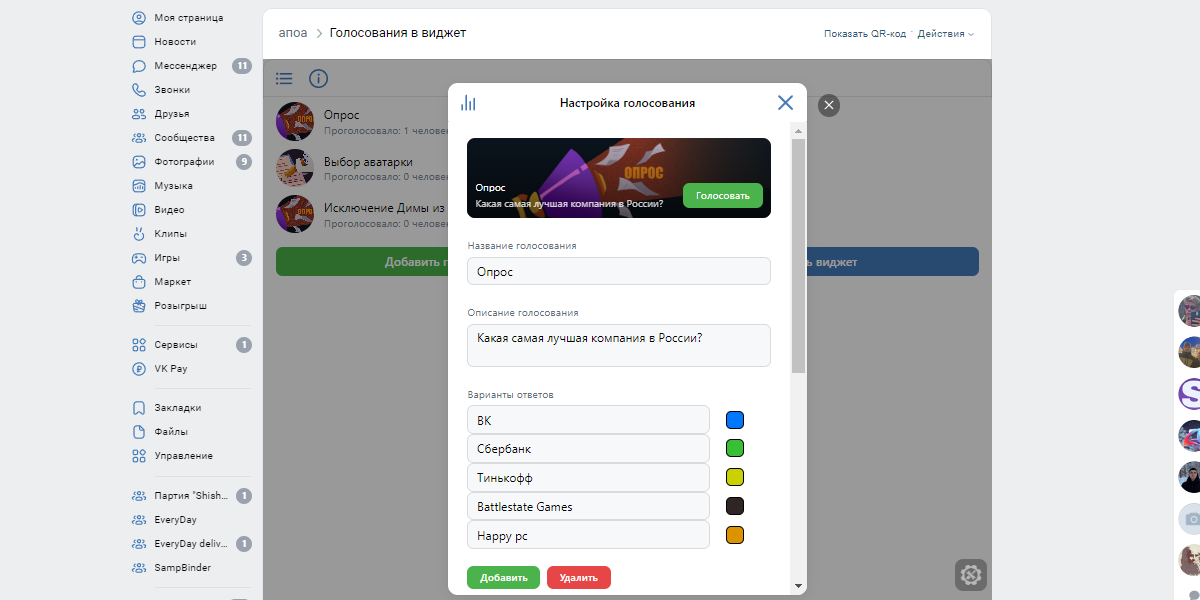 Моя страница
Новости
Мессенджер 11
Звонки
Друзья
Сообщества 11
Фотографии 9
Музыка
Видео
Клипы
Игры 3
Маркет
Розыгрыш
Сервисы 1
VK Pay
Закладки
Файлы
Управление
Партия "Shish... 1
EveryDay
EveryDay deliv... 1
SampBinder
апоа > Голосования в виджет
Показать QR-код · Действия
Опрос
Проголосовало: 1 человек
Выбор аватарки
Проголосовало: 0 человек
Исключение Димы из
Проголосовало: 0 человек
Добавить г
ь виджет
Настройка голосования
ОПРОС
Опрос
Какая самая лучшая компания в России?
Голосовать
Название голосования
Опрос
Описание голосования
Какая самая лучшая компания в России?
Варианты ответов
ВК
Сбербанк
Тинькофф
Battlestate Games
Happy pc
Добавить
Удалить